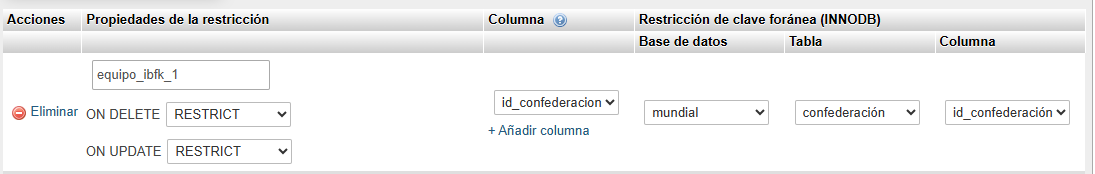 Acciones Propiedades de la restricción Columna Restricción de clave foránea (INNODB)
Base de datos Tabla Columna
equipo_ibfk_1
Eliminar ON DELETE RESTRICT id_confederacion mundial confederación id_confederación
+ Añadir columna
ON UPDATE RESTRICT